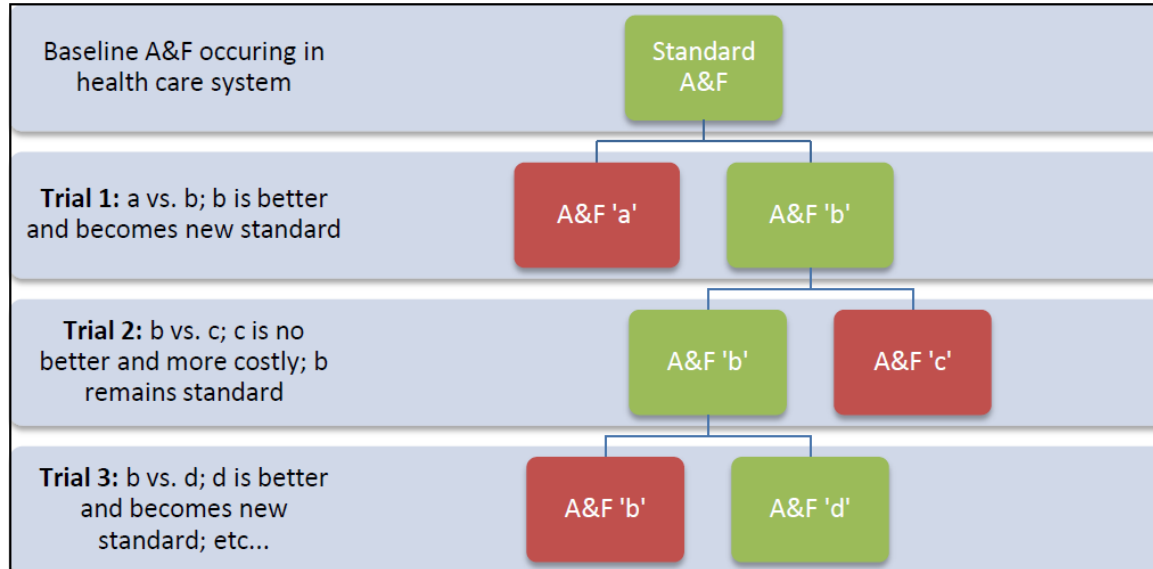 Baseline A&F occuring in
health care system
Standard
A&F
Trial 1: a vs. b; b is better
and becomes new standard
A&F 'a'
A&F 'b'
Trial 2: b vs. c; c is no
better and more costly; b
remains standard
A&F 'b'
A&F 'c'
Trial 3: b vs. d; d is better
and becomes new
standard; etc...
A&F 'b'
A&F 'd'